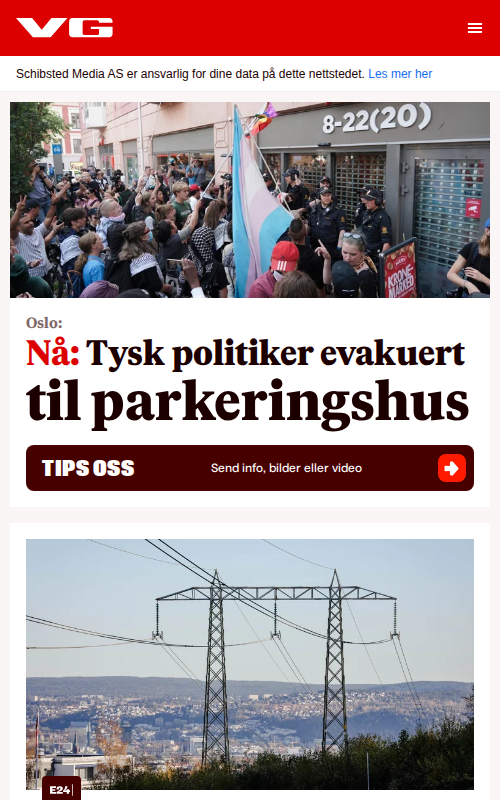 VG
Schibsted Media AS er ansvarlig for dine data på dette nettstedet. Les mer her
8-22(20)
KRONE-
MARKED
Oslo:
Nå: Tysk politiker evakuert
til parkeringshus
TIPS OSS
Send info, bilder eller video
E24